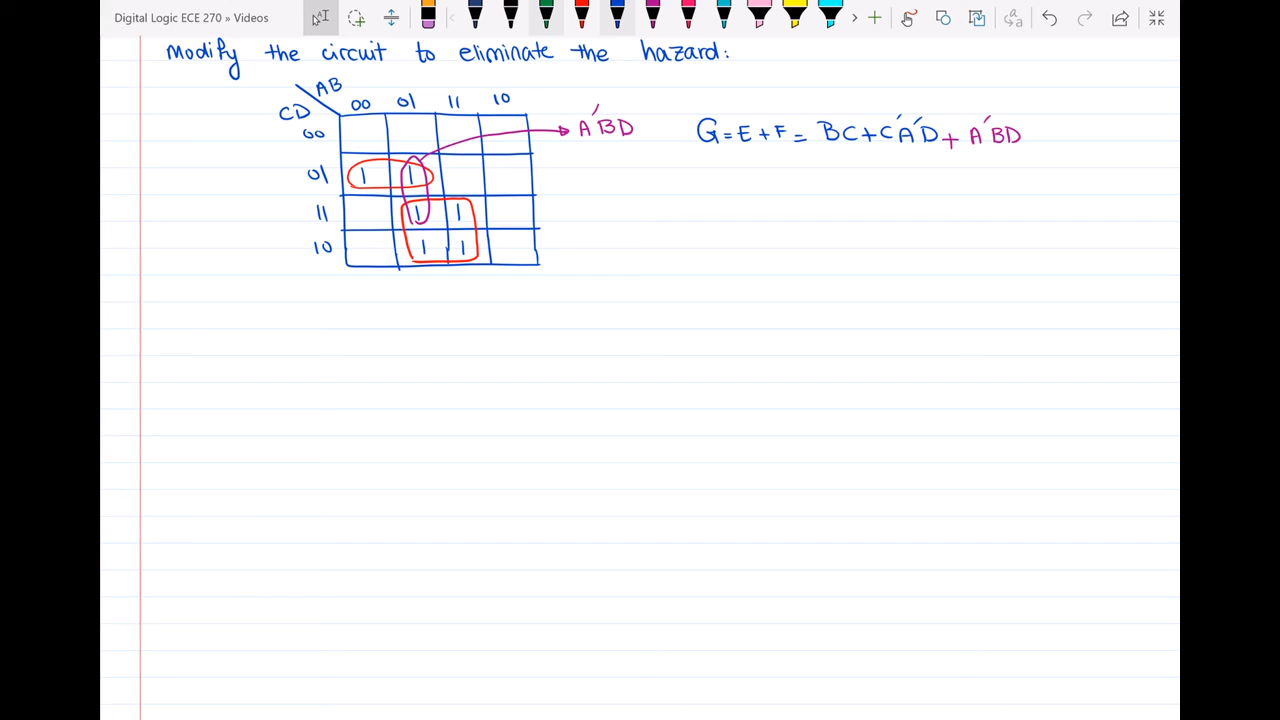 Digital Logic ECE 270 » Videos
Modify the circuit to eliminate the hazard:
AB
CD 00 01 11 10
00 A′BD G = E + F = BC + C′A′D + A′BD
01 1 1
11 1 1
10 1 1